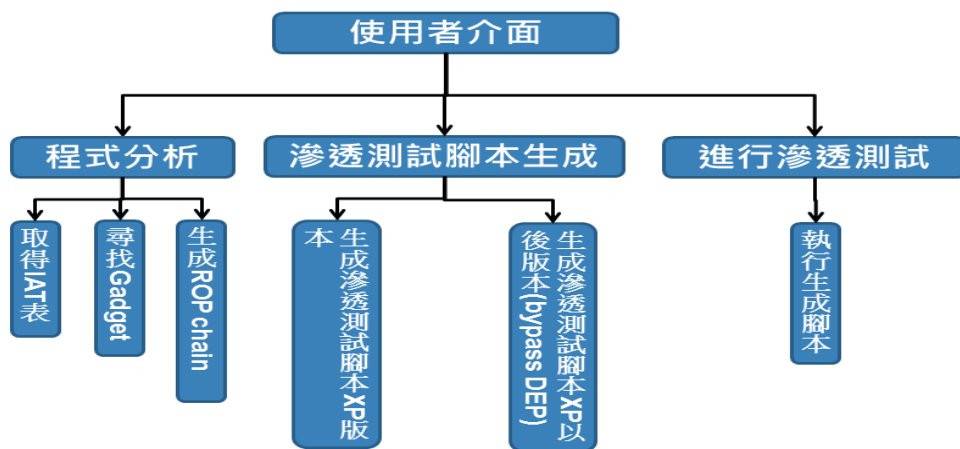 使用者介面
程式分析
滲透測試腳本生成
進行滲透測試
取得IAT表
尋找Gadget
生成ROP chain
生成滲透測試腳本XP版
本
生成滲透測試腳本XP以
後版本(bypass DEP)
執行生成腳本